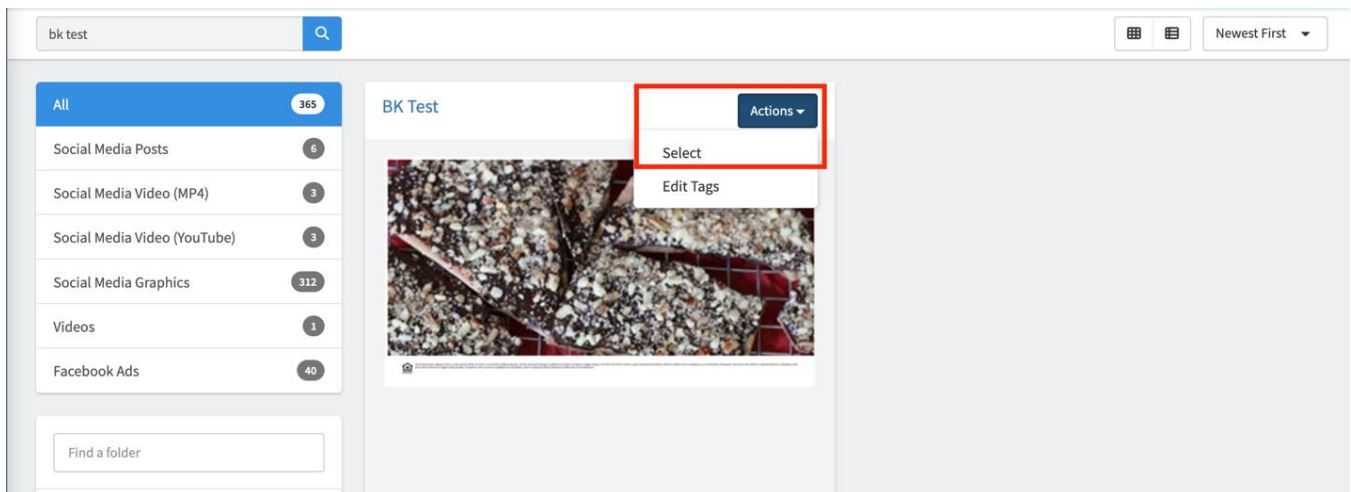 bk test
Newest First
All 365
Social Media Posts 6
Social Media Video (MP4) 3
Social Media Video (YouTube) 3
Social Media Graphics 312
Videos 1
Facebook Ads 40
Find a folder
BK Test
Actions
Select
Edit Tags